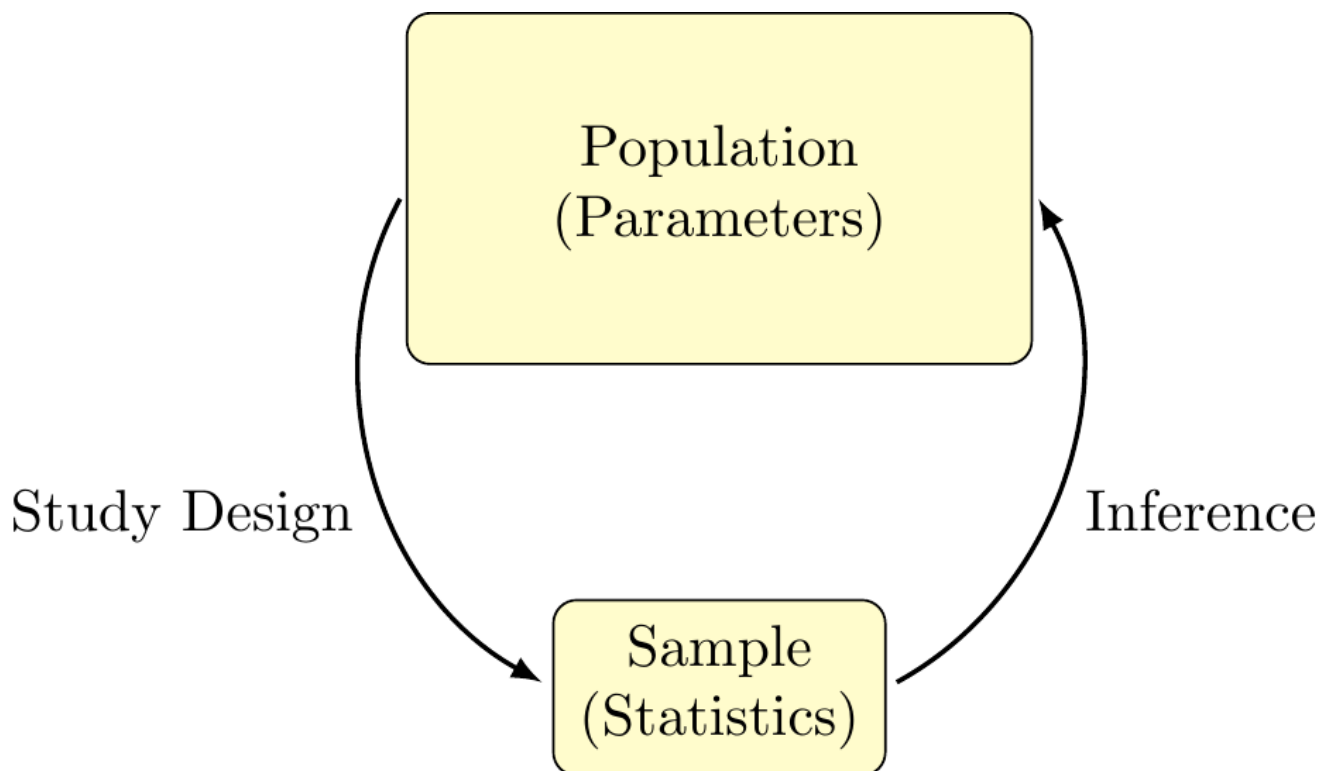 Population
(Parameters)
Study Design
Inference
Sample
(Statistics)